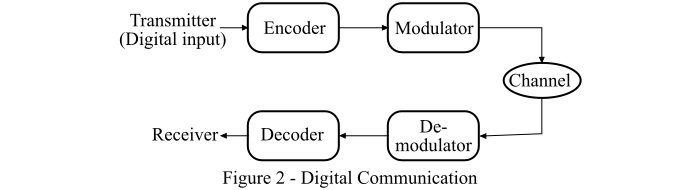 Transmitter
(Digital input)
Encoder
Modulator
Channel
De-
modulator
Decoder
Receiver
Figure 2 - Digital Communication